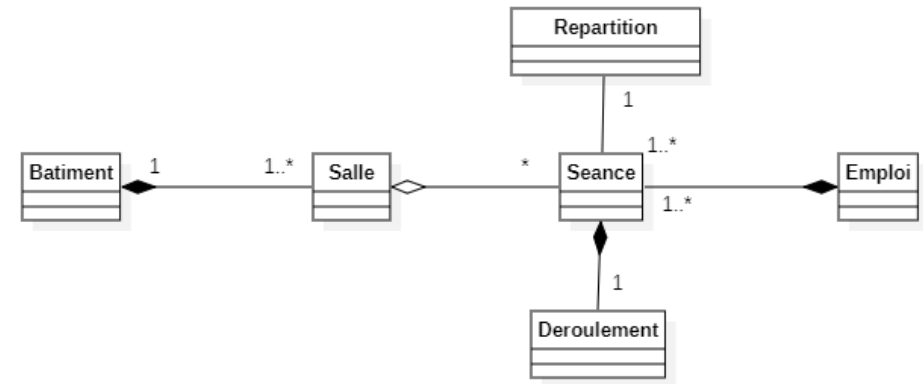 Repartition
1
1..*
Batiment
1
1..*
Salle
*
Seance
1..*
Emploi
1
Deroulement